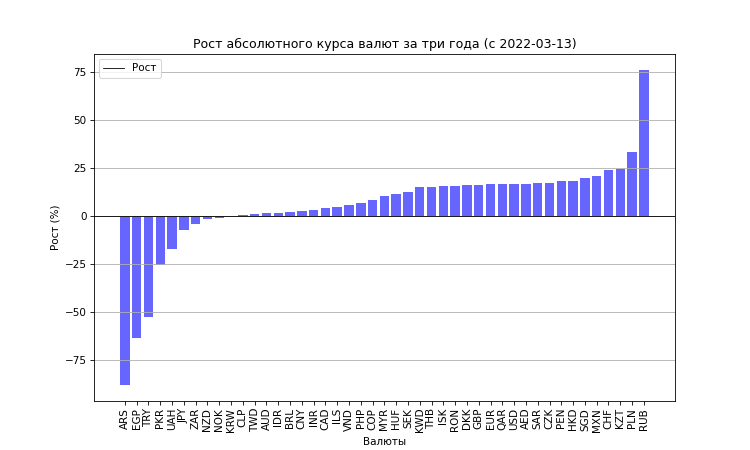 Рост абсолютного курса валют за три года (с 2022-03-13)
Рост
75
50
25
0
−25
−50
−75
Рост (%)
ARS EGP TRY PKR UAH JPY ZAR NZD NOK KRW CLP TWD AUD IDR BRL CNY INR CAD ILS VND PHP COP MYR HUF SEK KWD THB ISK RON DKK GBP EUR QAR USD AED SAR CZK PEN HKD SGD MXN CHF KZT PLN RUB
Валюты